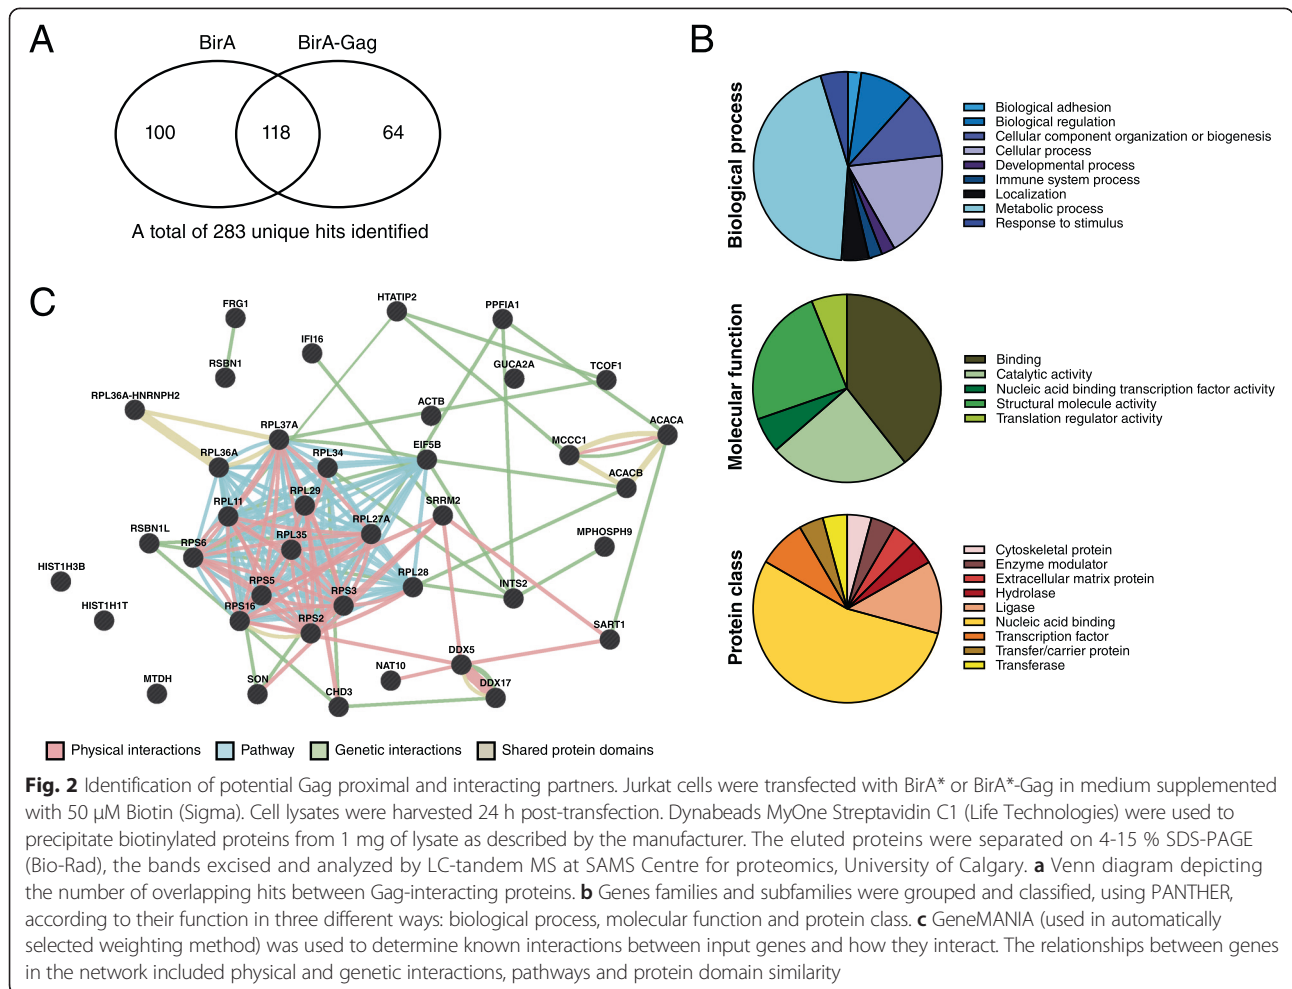 A
BirA
BirA-Gag
100
118
64
A total of 283 unique hits identified
B
Biological process
Biological adhesion
Biological regulation
Cellular component organization or biogenesis
Cellular process
Developmental process
Immune system process
Localization
Metabolic process
Response to stimulus
Molecular function
Binding
Catalytic activity
Nucleic acid binding transcription factor activity
Structural molecule activity
Translation regulator activity
Protein class
Cytoskeletal protein
Enzyme modulator
Extracellular matrix protein
Hydrolase
Ligase
Nucleic acid binding
Transcription factor
Transfer/carrier protein
Transferase
C
FRG1
HTATIP2
PPFIA1
IFI16
RSBN1
GUCA2A
TCOF1
RPL36A-HNRNPH2
ACTB
RPL37A
ACACA
MCCC1
EIF5B
RPL36A
RPL34
ACACB
RPL29
RPL11
SRRM2
RPL27A
RSBN1L
RPL35
MPHOSPH9
RPS6
HIST1H3B
RPS5
RPL28
INTS2
RPS3
HIST1H1T
RPS16
RPS2
SART1
DDX5
NAT10
MTDH
SON
DDX17
CHD3
Physical interactions
Pathway
Genetic interactions
Shared protein domains
Fig. 2 Identification of potential Gag proximal and interacting partners. Jurkat cells were transfected with BirA* or BirA*-Gag in medium supplemented
with 50 μM Biotin (Sigma). Cell lysates were harvested 24 h post-transfection. Dynabeads MyOne Streptavidin C1 (Life Technologies) were used to
precipitate biotinylated proteins from 1 mg of lysate as described by the manufacturer. The eluted proteins were separated on 4-15 % SDS-PAGE
(Bio-Rad), the bands excised and analyzed by LC-tandem MS at SAMS Centre for proteomics, University of Calgary. a Venn diagram depicting
the number of overlapping hits between Gag-interacting proteins. b Genes families and subfamilies were grouped and classified, using PANTHER,
according to their function in three different ways: biological process, molecular function and protein class. c GeneMANIA (used in automatically
selected weighting method) was used to determine known interactions between input genes and how they interact. The relationships between genes
in the network included physical and genetic interactions, pathways and protein domain similarity